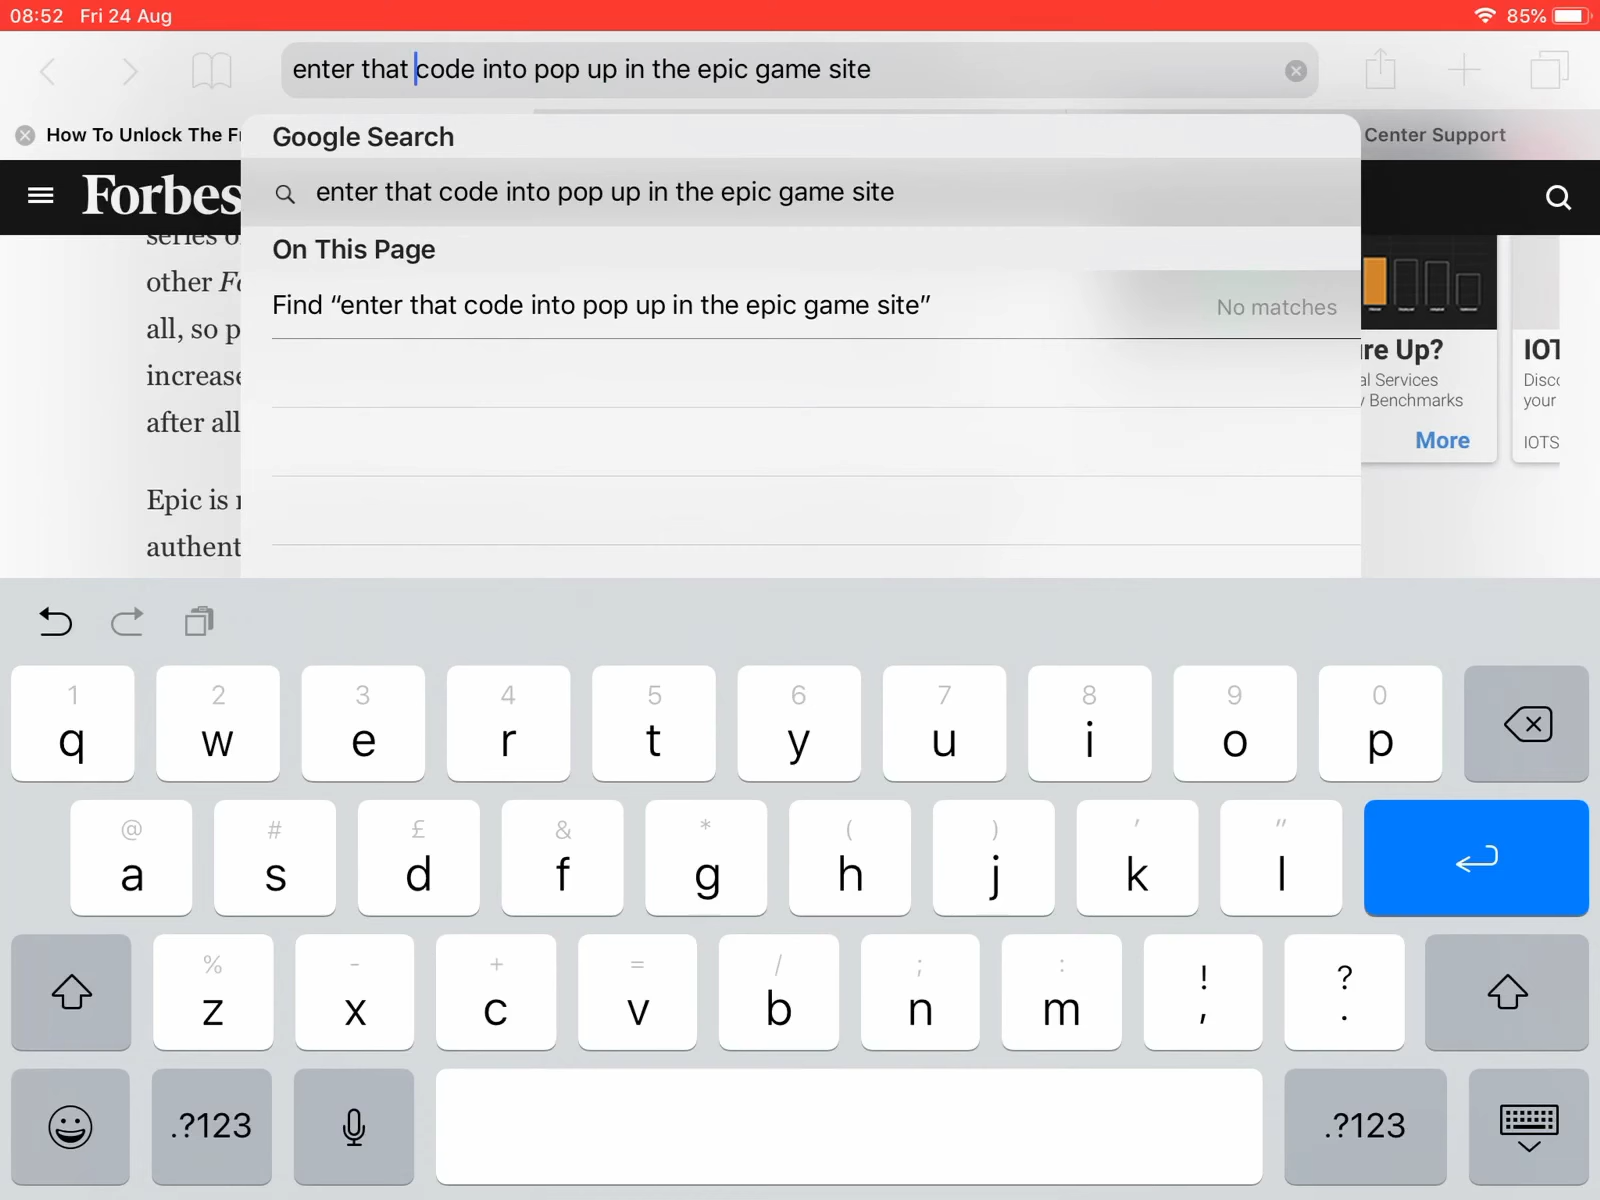 08:52 Fri 24 Aug 85%
enter that code into pop up in the epic game site
How To Unlock The Fr
Center Support
Google Search
enter that code into pop up in the epic game site
On This Page
Find “enter that code into pop up in the epic game site” No matches
Forbes
series o
other Fo
all, so p
increase
after all
Epic is
authent
re Up?
al Services
y Benchmarks
More
IOT
Disc
your
IOTS
1 2 3 4 5 6 7 8 9 0
q w e r t y u i o p
@ # £ & * ( ) ' "
a s d f g h j k l
% - + = / ; : ! ?
z x c v b n m , .
.?123 .?123